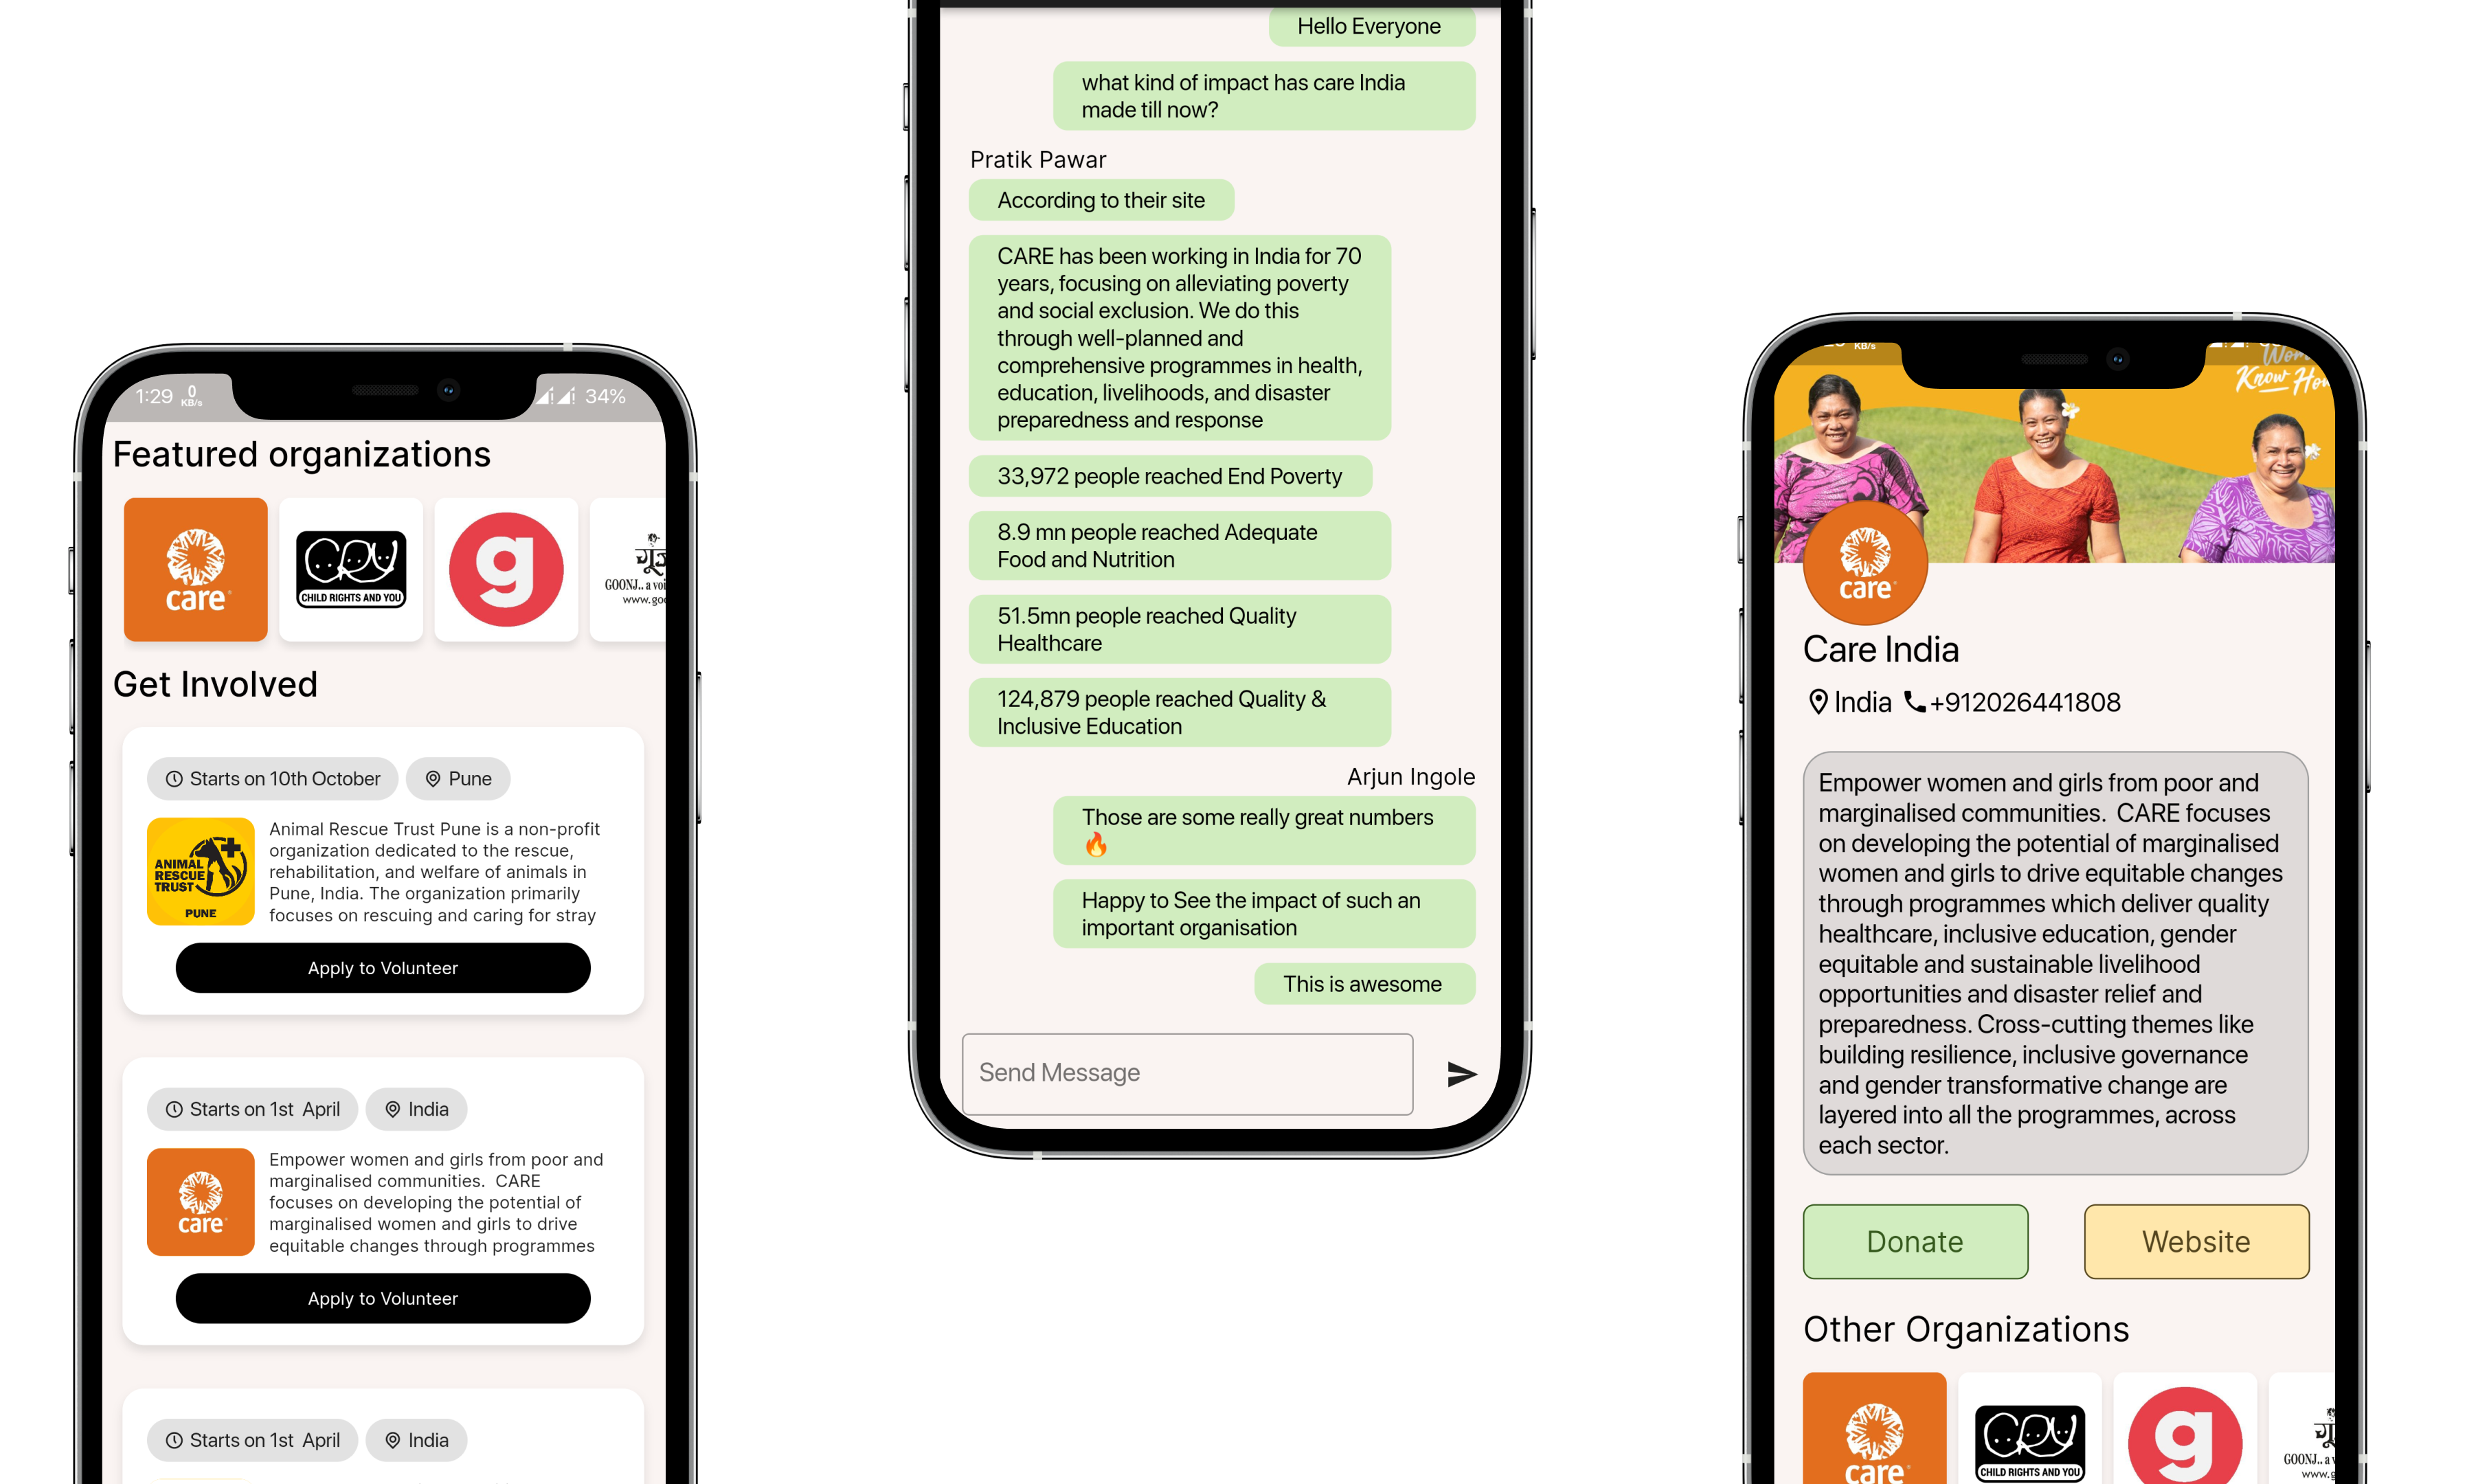 1:29 0 KB/s 34%
Featured organizations
care
CHILD RIGHTS AND YOU
g
गूंज
GOONJ.. a voi
www.goo
Get Involved
Starts on 10th October Pune
ANIMAL
RESCUE
TRUST
PUNE
Animal Rescue Trust Pune is a non-profit
organization dedicated to the rescue,
rehabilitation, and welfare of animals in
Pune, India. The organization primarily
focuses on rescuing and caring for stray
Apply to Volunteer
Starts on 1st  April India
care
Empower women and girls from poor and
marginalised communities.  CARE
focuses on developing the potential of
marginalised women and girls to drive
equitable changes through programmes
Apply to Volunteer
Starts on 1st  April India
Hello Everyone
what kind of impact has care India
made till now?
Pratik Pawar
According to their site
CARE has been working in India for 70
years, focusing on alleviating poverty
and social exclusion. We do this
through well-planned and
comprehensive programmes in health,
education, livelihoods, and disaster
preparedness and response
33,972 people reached End Poverty
8.9 mn people reached Adequate
Food and Nutrition
51.5mn people reached Quality
Healthcare
124,879 people reached Quality &
Inclusive Education
Arjun Ingole
Those are some really great numbers
🔥
Happy to See the impact of such an
important organisation
This is awesome
Send Message
KB/s
Know How
care
Care India
India +912026441808
Empower women and girls from poor and
marginalised communities.  CARE focuses
on developing the potential of marginalised
women and girls to drive equitable changes
through programmes which deliver quality
healthcare, inclusive education, gender
equitable and sustainable livelihood
opportunities and disaster relief and
preparedness. Cross-cutting themes like
building resilience, inclusive governance
and gender transformative change are
layered into all the programmes, across
each sector.
Donate Website
Other Organizations
care
CRY
CHILD RIGHTS AND YOU
g
GOONJ.. a v
www.g